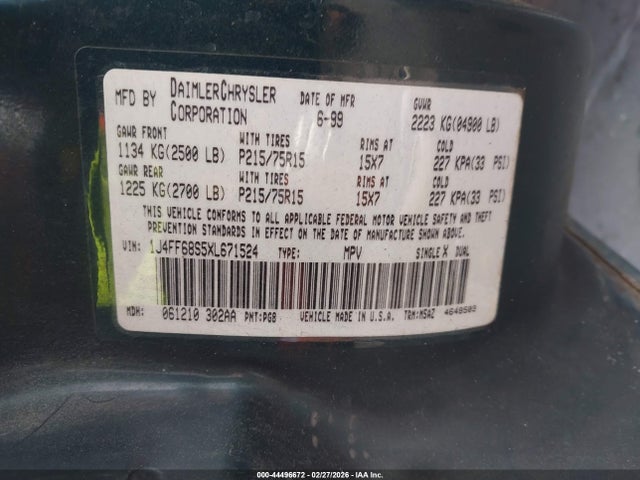 MFD BY DAIMLERCHRYSLER CORPORATION DATE OF MFR 6-99 GVWR 2223 KG(04900 LB)
GAWR FRONT WITH TIRES RIMS AT COLD
1134 KG(2500 LB) P215/75R15 15X7 227 KPA(33 PSI)
GAWR REAR WITH TIRES RIMS AT COLD
1225 KG(2700 LB) P215/75R15 15X7 227 KPA(33 PSI)
THIS VEHICLE CONFORMS TO ALL APPLICABLE FEDERAL MOTOR VEHICLE SAFETY AND THEFT
PREVENTION STANDARDS IN EFFECT ON THE DATE OF MANUFACTURE SHOWN ABOVE.
VIN: 1J4FF68S5XL671524 TYPE: MPV SINGLE X DUAL
MDH: 061210 302AA PNT:PGB VEHICLE MADE IN U.S.A. TRM:MSAZ 4648503
000-44496672 - 02/27/2026 - IAA Inc.